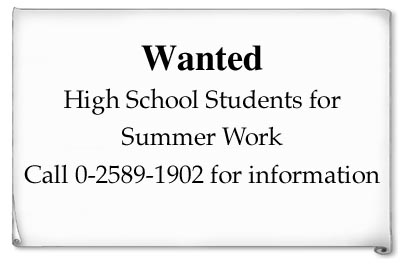 Wanted
High School Students for
Summer Work
Call 0-2589-1902 for information